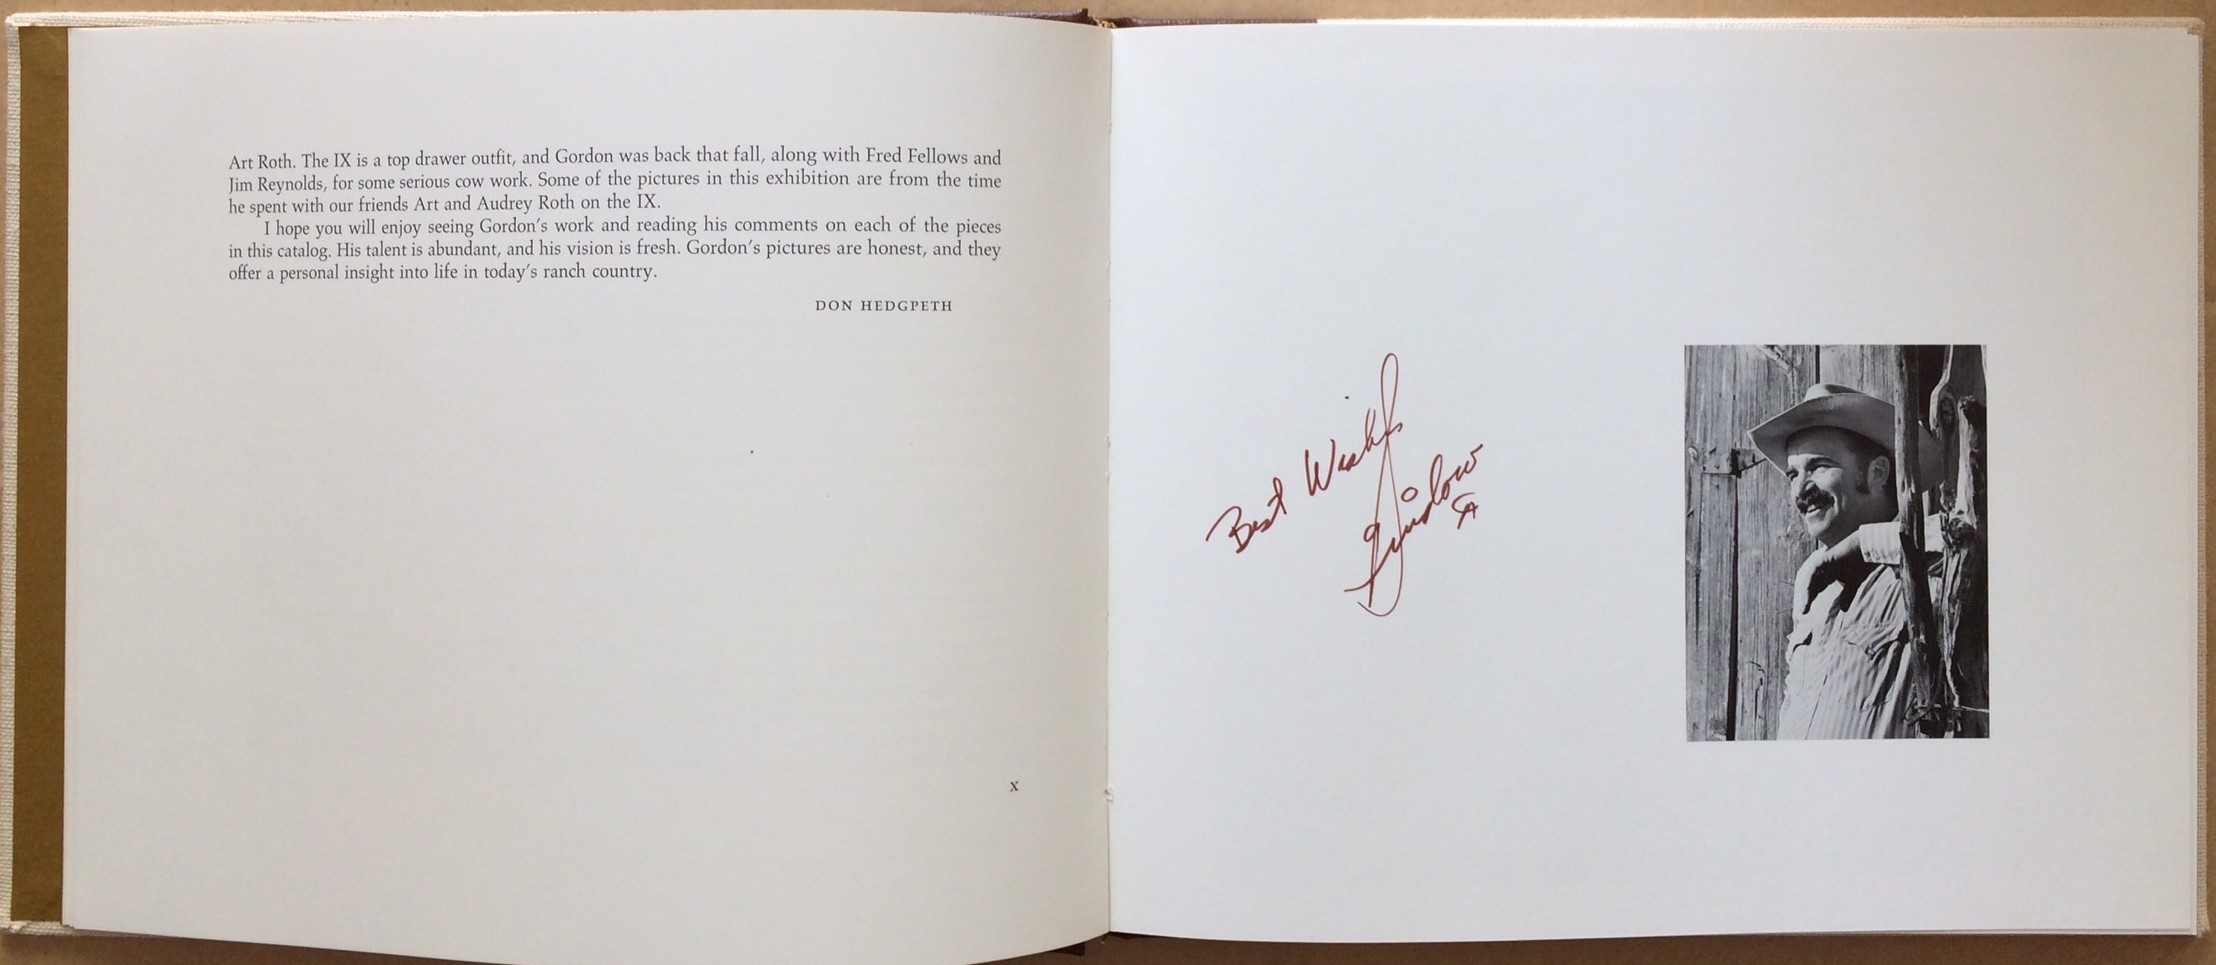 Art Roth. The IX is a top drawer outfit, and Gordon was back that fall, along with Fred Fellows and
Jim Reynolds, for some serious cow work. Some of the pictures in this exhibition are from the time
he spent with our friends Art and Audrey Roth on the IX.
I hope you will enjoy seeing Gordon's work and reading his comments on each of the pieces
in this catalog. His talent is abundant, and his vision is fresh. Gordon's pictures are honest, and they
offer a personal insight into life in today's ranch country.
DON HEDGPETH
x
Best Wishes
CA